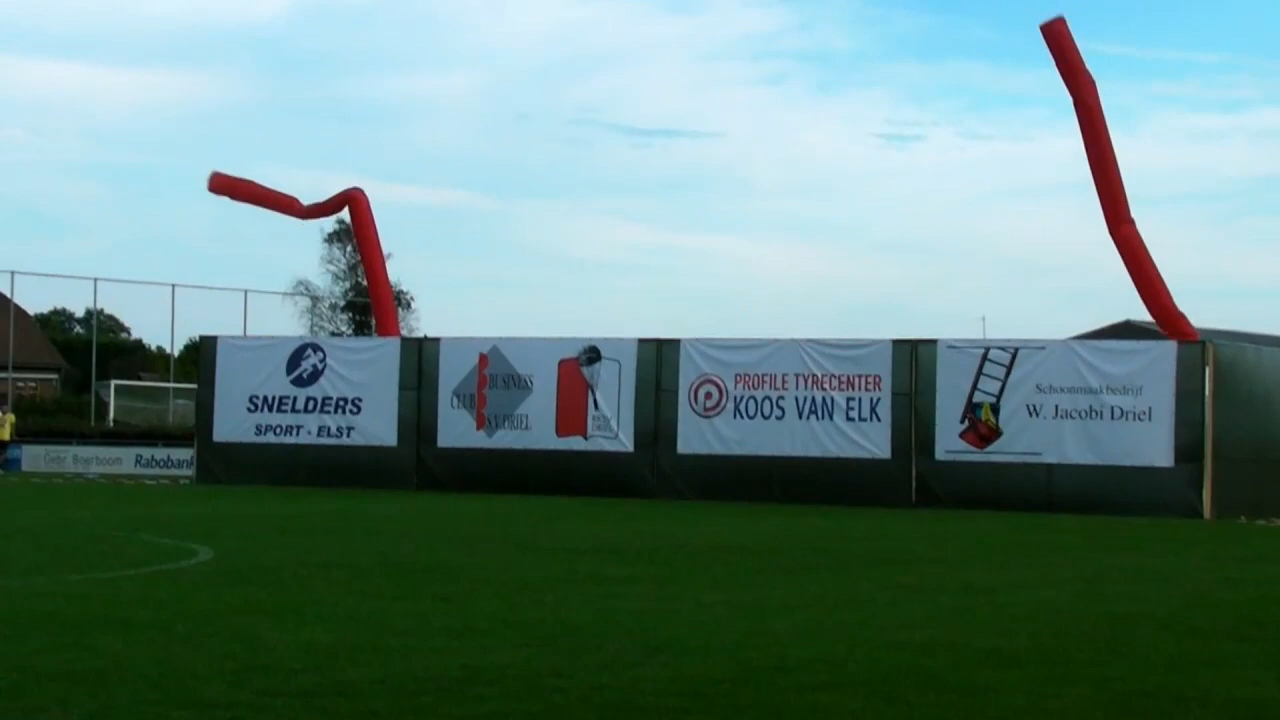 SNELDERS
SPORT - ELST
BUSINESS
CLUB
S.V. DRIEL
PROFILE TYRECENTER
KOOS VAN ELK
Schoonmaakbedrijf
W. Jacobi Driel
Gebr Boerboom
Rabobank